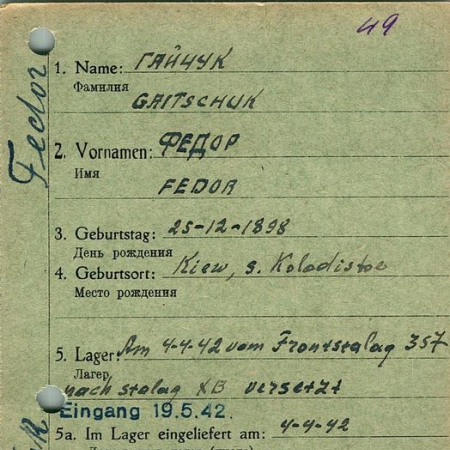 49
1. Name: ГАЙЧУК
Фамилия
GAITSCHUK
Fedor
2. Vornamen: ФЕДОР
Имя
FEDOR
3. Geburtstag: 25-12-1898
День рождения
4. Geburtsort: Kiew, s. Kolodistoe
Место рождения
5. Lager: Am 4-4-42 vom Frontstalag 357
Лагер
nach stalag XB versetzt
Eingang 19.5.42.
5a. Im Lager eingeliefert am: 4-4-42